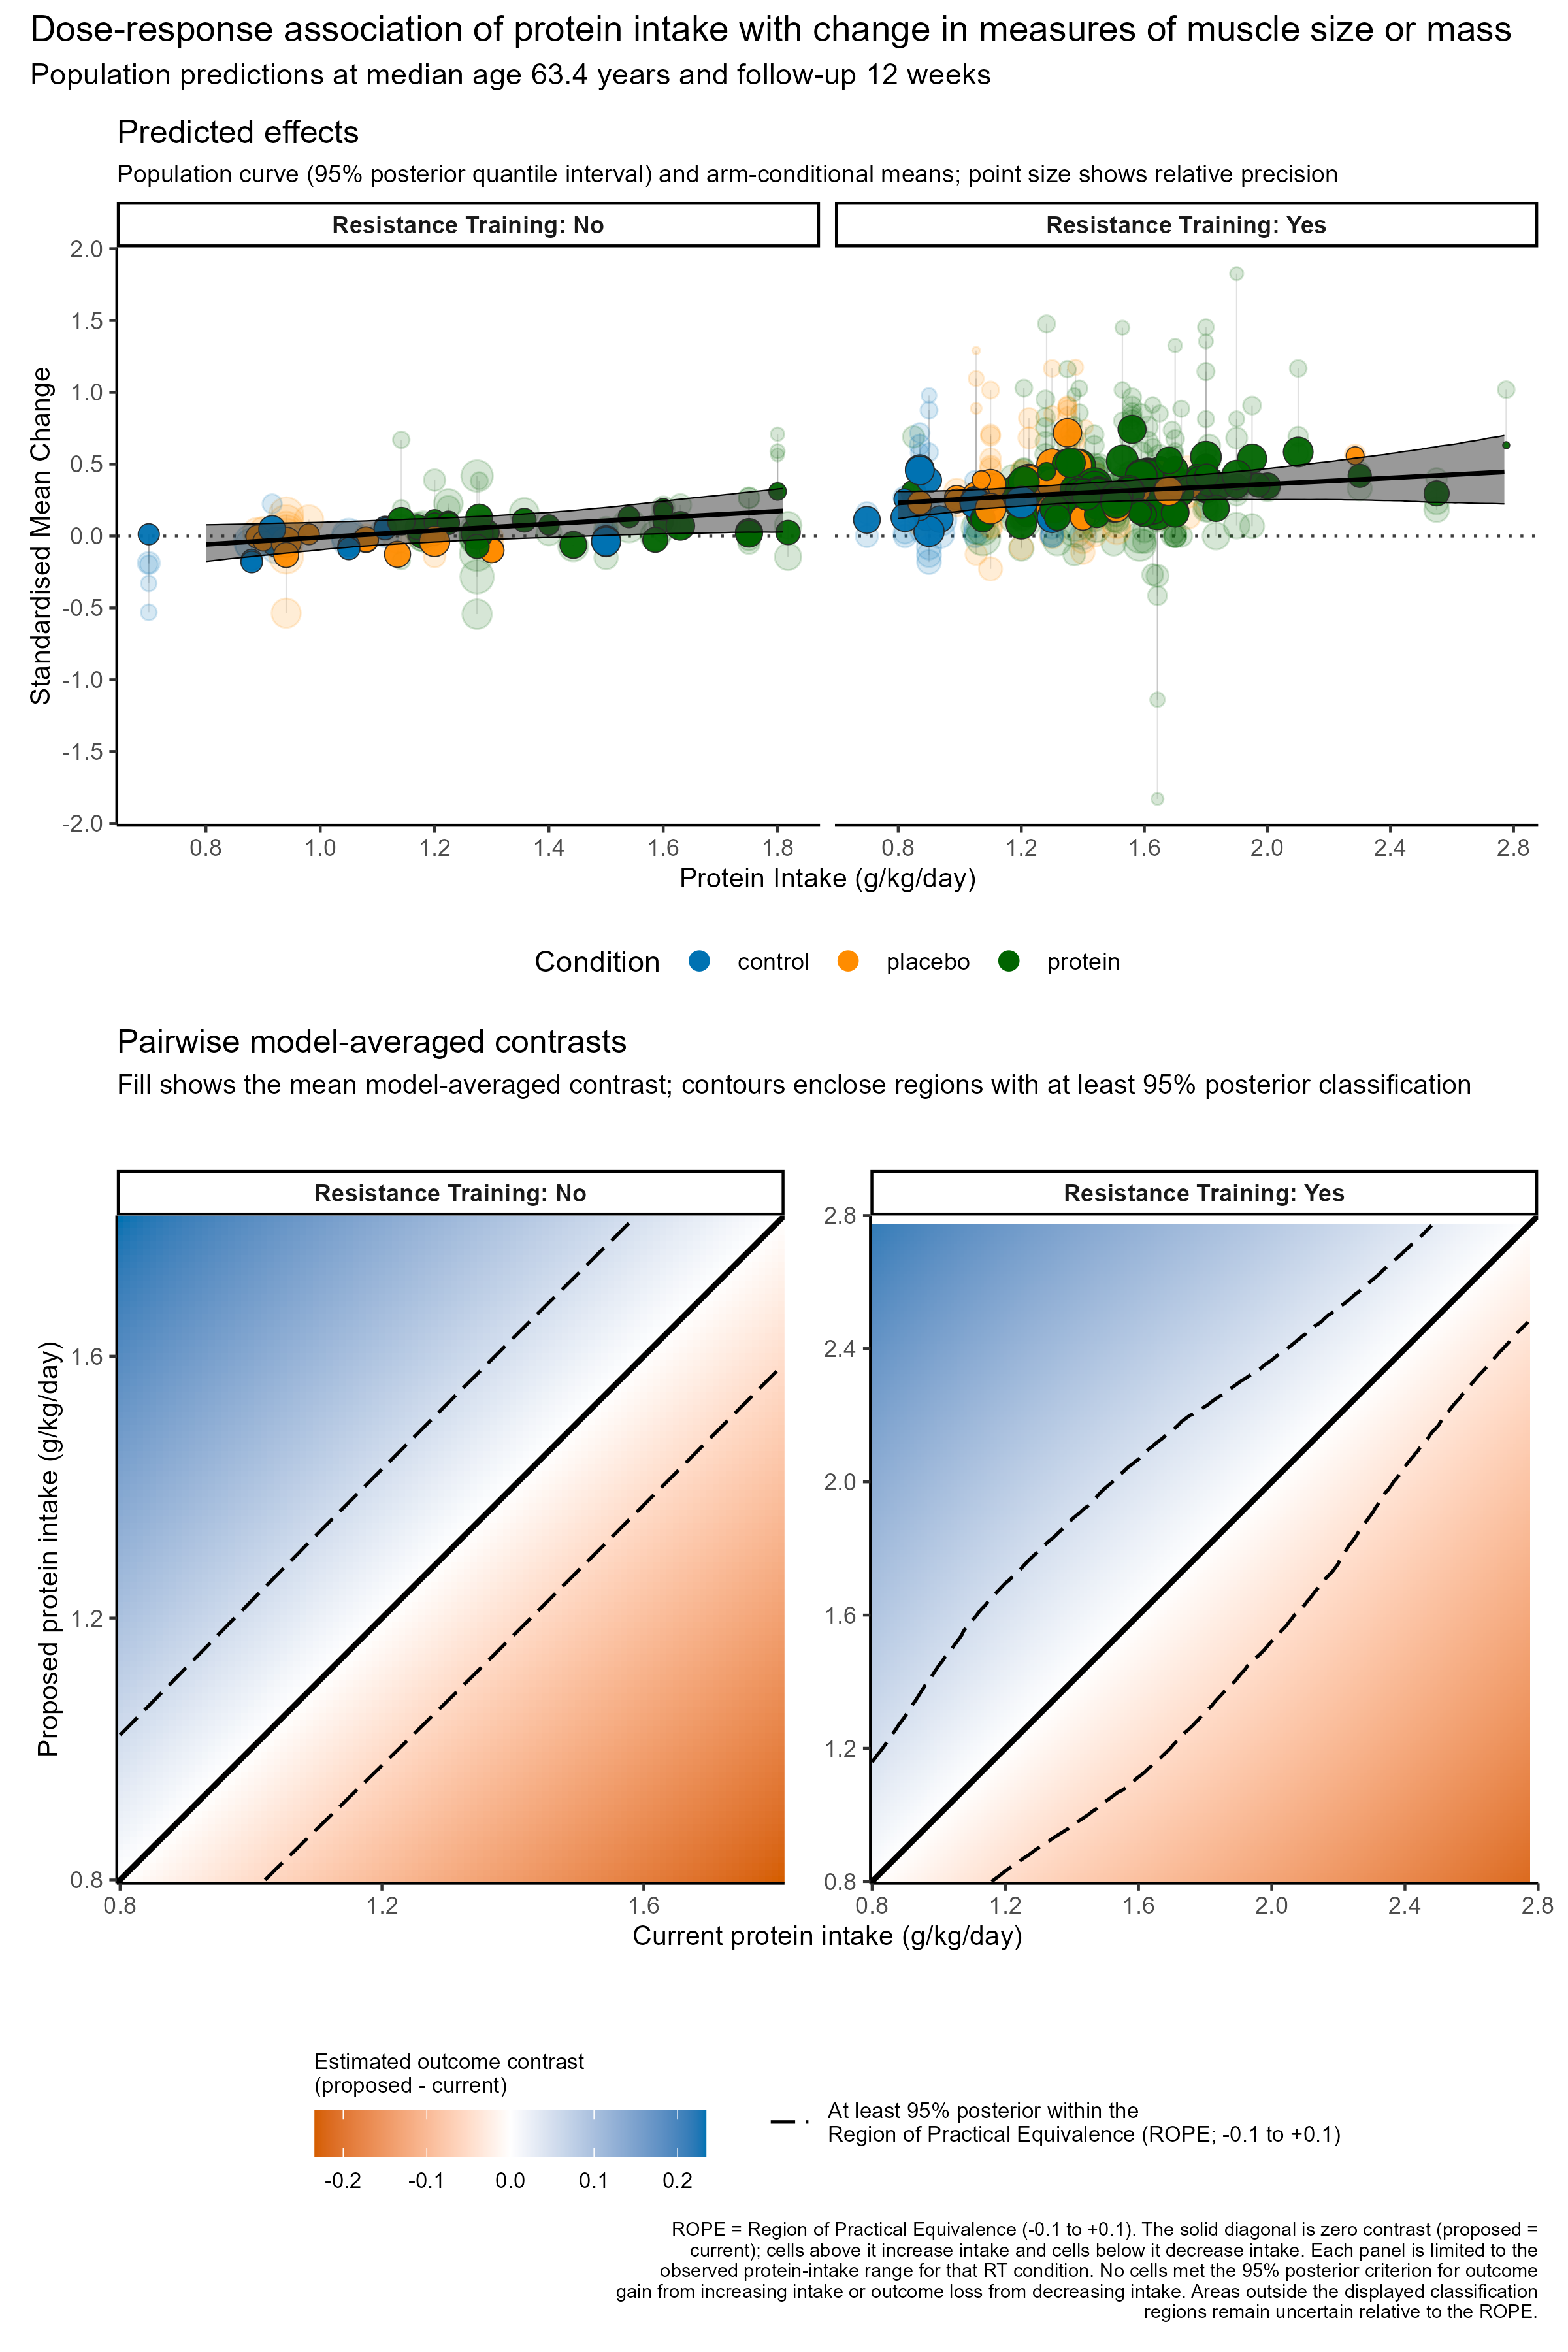 Dose-response association of protein intake with change in measures of muscle size or mass
Population predictions at median age 63.4 years and follow-up 12 weeks
Predicted effects
Population curve (95% posterior quantile interval) and arm-conditional means; point size shows relative precision
Resistance Training: No
Resistance Training: Yes
Standardised Mean Change
2.0
1.5
1.0
0.5
0.0
-0.5
-1.0
-1.5
-2.0
0.8 1.0 1.2 1.4 1.6 1.8
0.8 1.2 1.6 2.0 2.4 2.8
Protein Intake (g/kg/day)
Condition control placebo protein
Pairwise model-averaged contrasts
Fill shows the mean model-averaged contrast; contours enclose regions with at least 95% posterior classification
Resistance Training: No
Resistance Training: Yes
Proposed protein intake (g/kg/day)
1.6
1.2
0.8
2.8
2.4
2.0
1.6
1.2
0.8
0.8 1.2 1.6
0.8 1.2 1.6 2.0 2.4 2.8
Current protein intake (g/kg/day)
Estimated outcome contrast
(proposed - current)
-0.2 -0.1 0.0 0.1 0.2
At least 95% posterior within the
Region of Practical Equivalence (ROPE; -0.1 to +0.1)
ROPE = Region of Practical Equivalence (-0.1 to +0.1). The solid diagonal is zero contrast (proposed =
current); cells above it increase intake and cells below it decrease intake. Each panel is limited to the
observed protein-intake range for that RT condition. No cells met the 95% posterior criterion for outcome
gain from increasing intake or outcome loss from decreasing intake. Areas outside the displayed classification
regions remain uncertain relative to the ROPE.